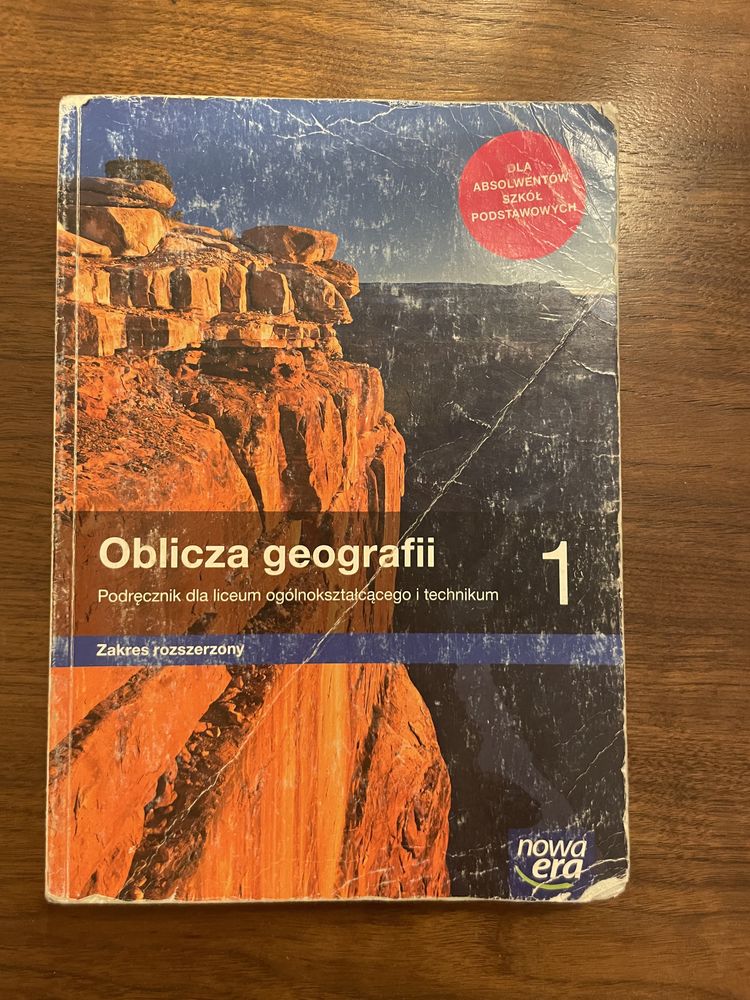 DLA
ABSOLWENTÓW
SZKÓŁ
PODSTAWOWYCH
Oblicza geografii 1
Podręcznik dla liceum ogólnokształcącego i technikum
Zakres rozszerzony
nowa
era